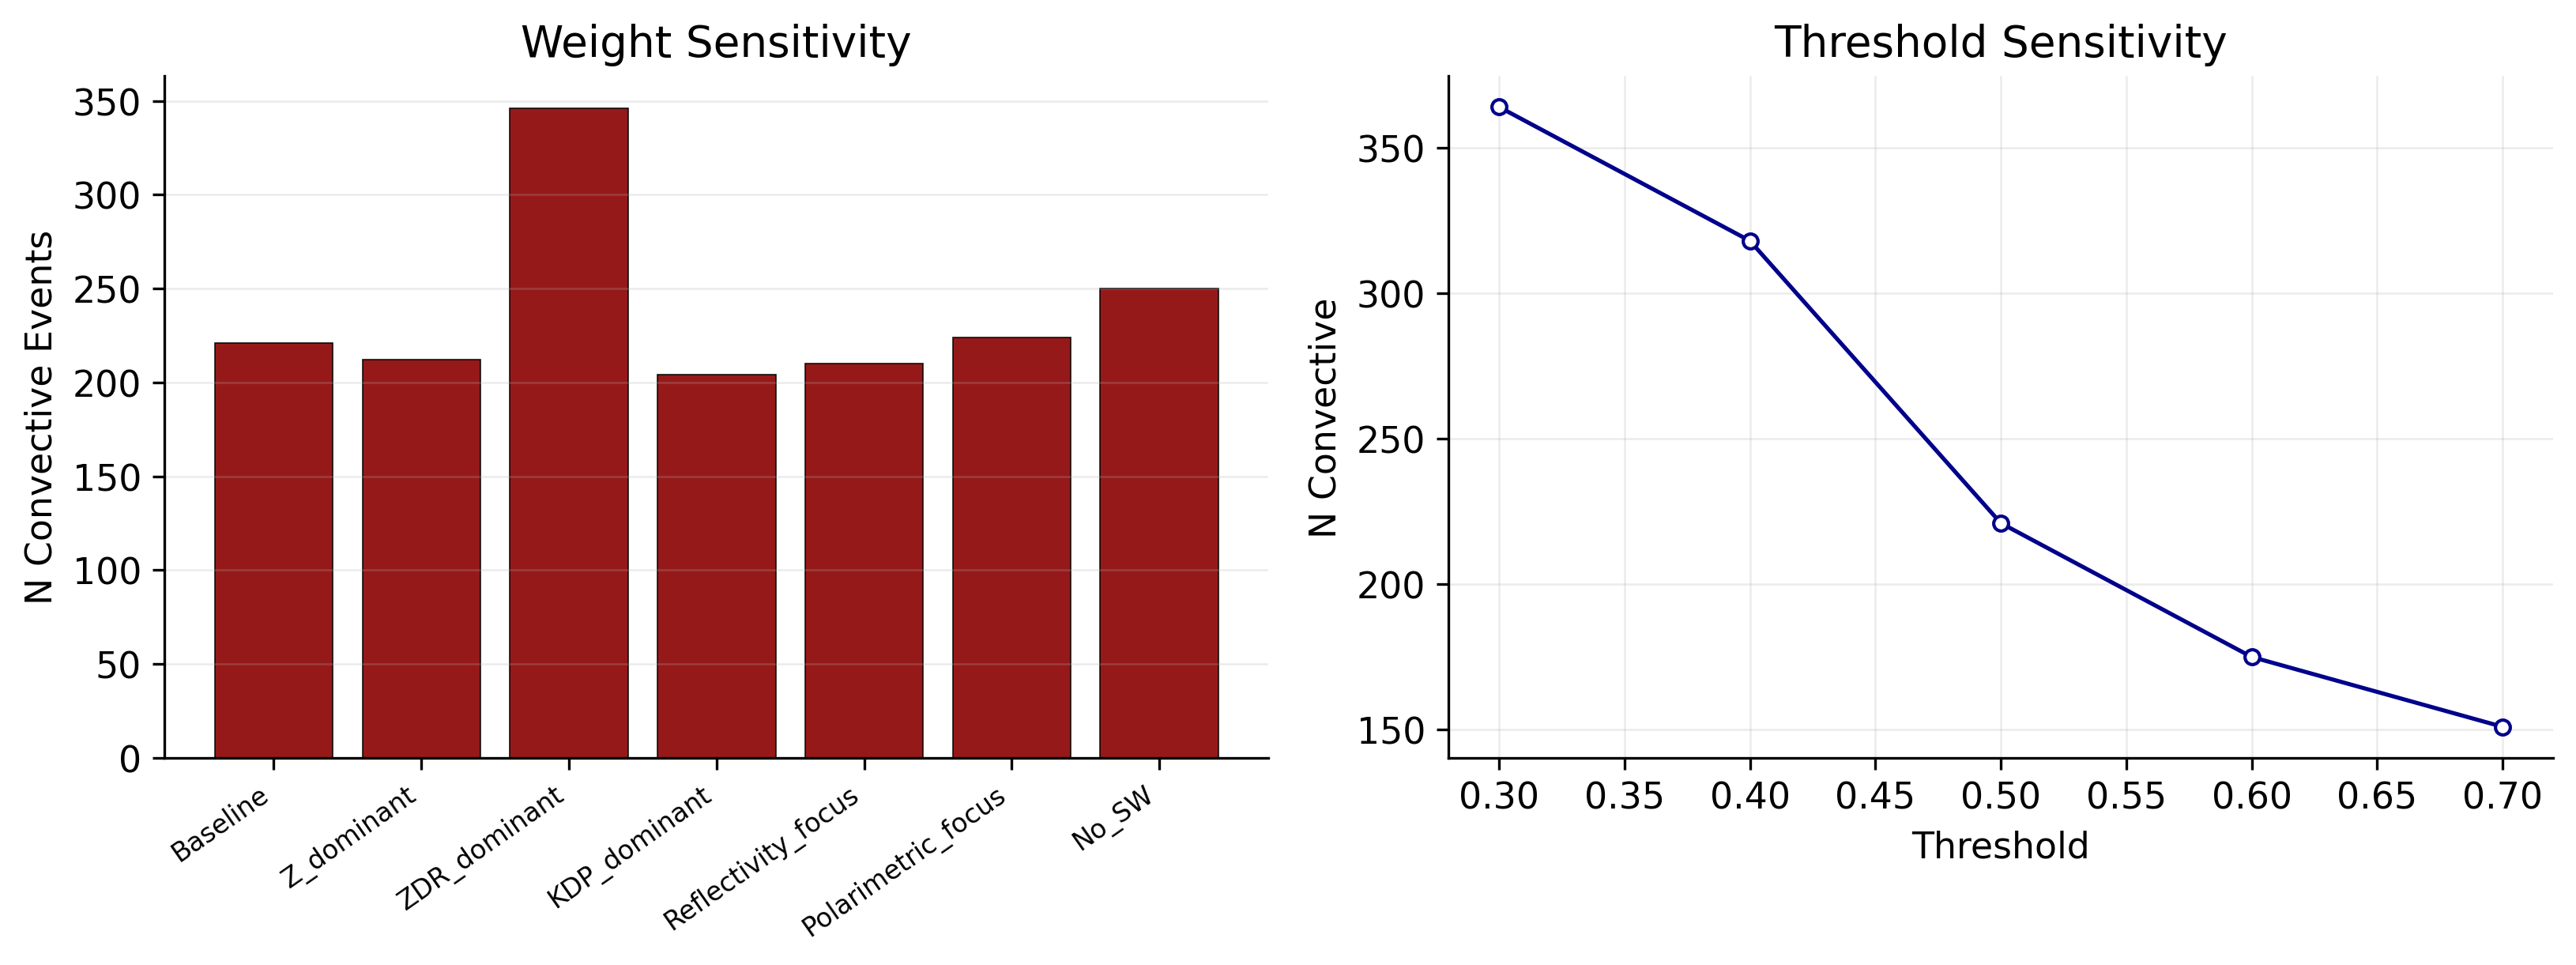 Weight Sensitivity
N Convective Events
350
300
250
200
150
100
50
0
Baseline
Z_dominant
ZDR_dominant
KDP_dominant
Reflectivity_focus
Polarimetric_focus
No_SW
Threshold Sensitivity
N Convective
350
300
250
200
150
0.30 0.35 0.40 0.45 0.50 0.55 0.60 0.65 0.70
Threshold